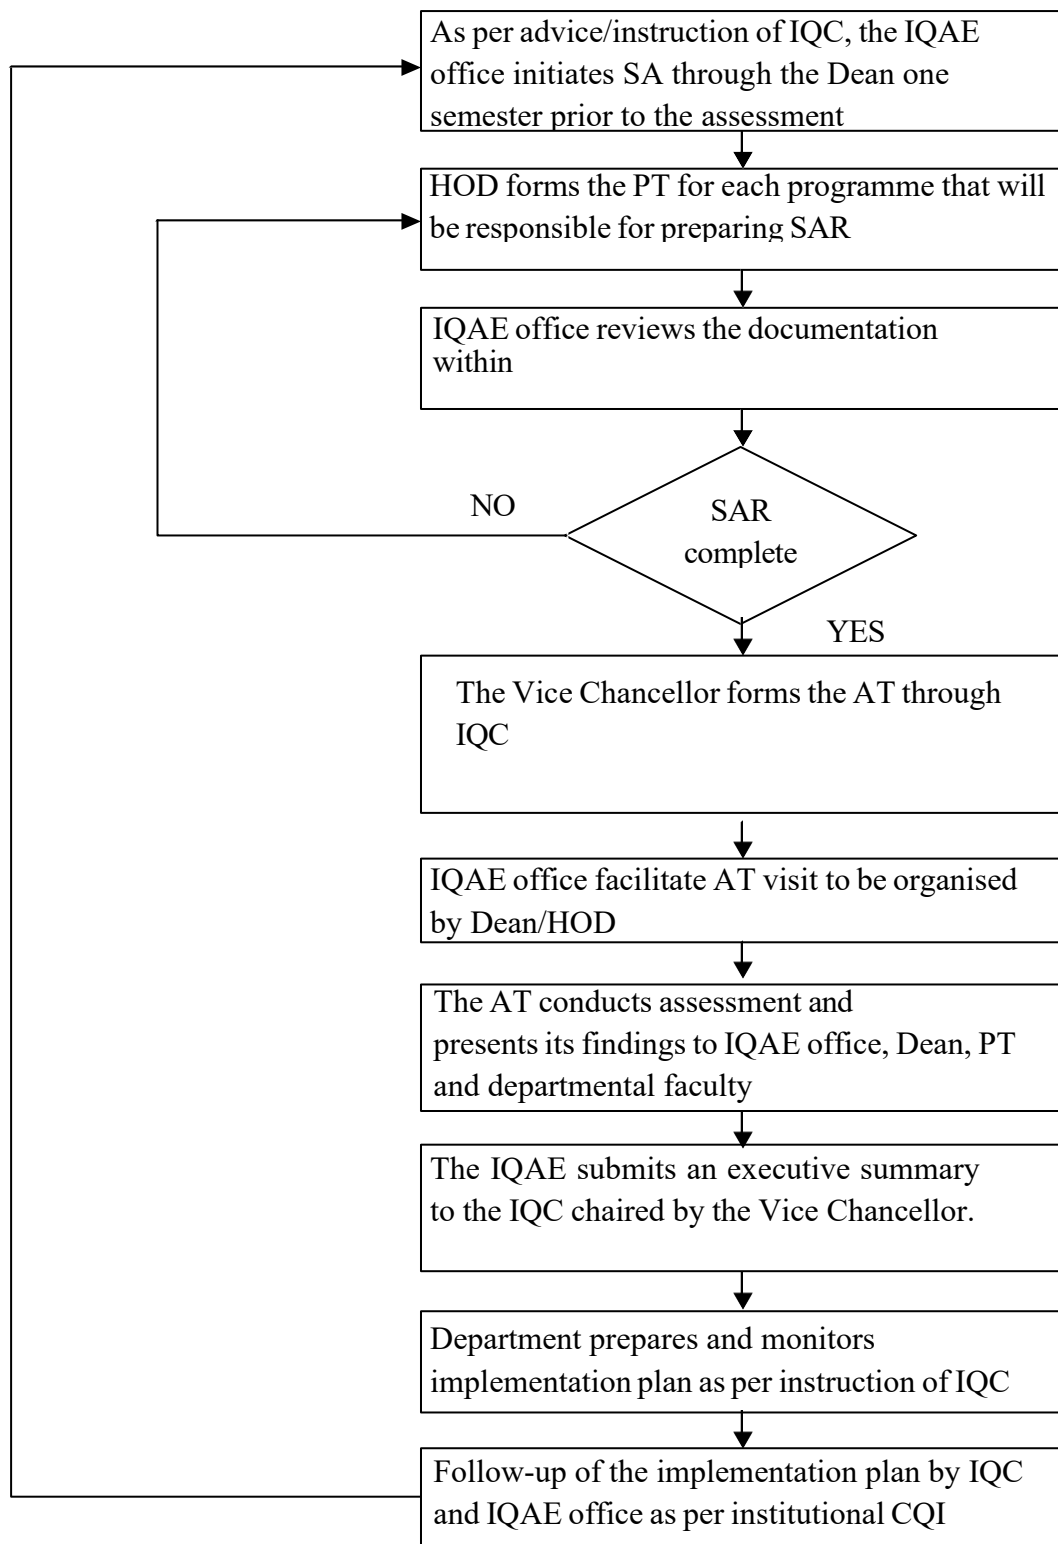 As per advice/instruction of IQC, the IQAE
office initiates SA through the Dean one
semester prior to the assessment
HOD forms the PT for each programme that will
be responsible for preparing SAR
IQAE office reviews the documentation
within
NO
SAR
complete
YES
The Vice Chancellor forms the AT through
IQC
IQAE office facilitate AT visit to be organised
by Dean/HOD
The AT conducts assessment and
presents its findings to IQAE office, Dean, PT
and departmental faculty
The IQAE submits an executive summary
to the IQC chaired by the Vice Chancellor.
Department prepares and monitors
implementation plan as per instruction of IQC
Follow-up of the implementation plan by IQC
and IQAE office as per institutional CQI